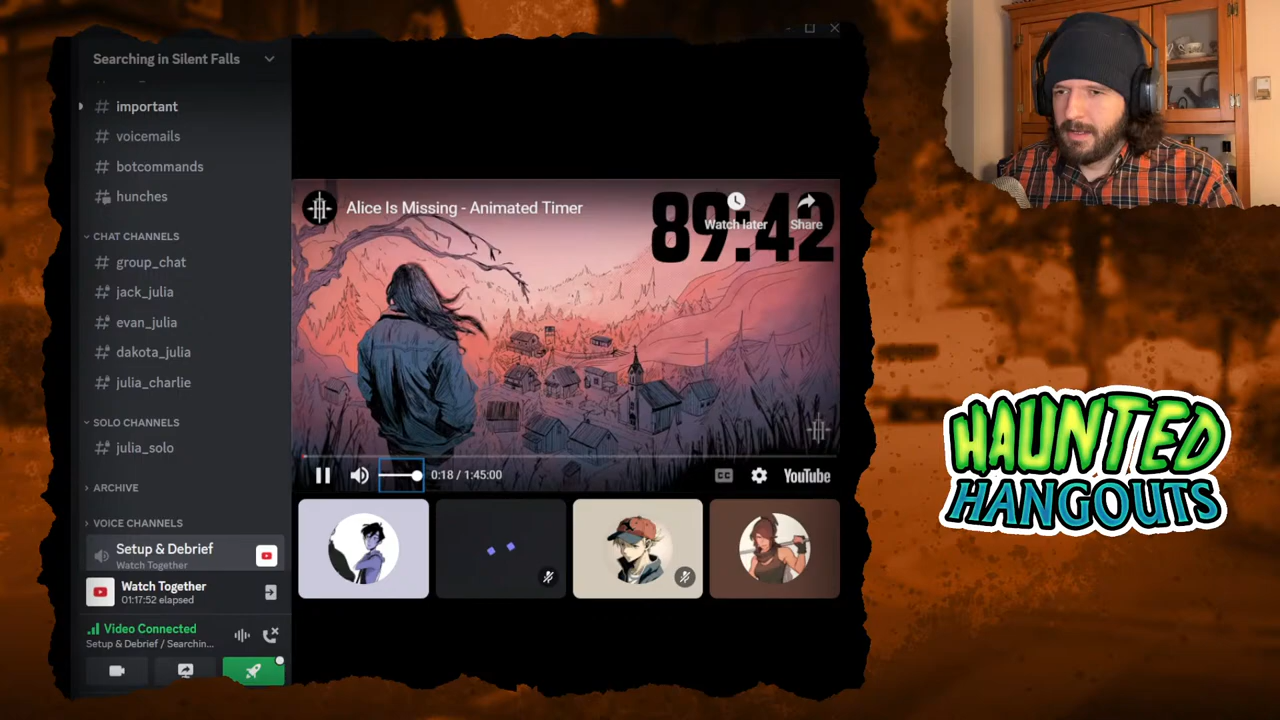 Searching in Silent Falls
# important
# voicemails
# botcommands
hunches
CHAT CHANNELS
# group_chat
# jack_julia
# evan_julia
# dakota_julia
# julia_charlie
SOLO CHANNELS
# julia_solo
ARCHIVE
VOICE CHANNELS
Setup & Debrief
Watch Together
Watch Together
01:17:52 elapsed
Video Connected
Setup & Debrief / Searchin...
Alice Is Missing - Animated Timer
89:42
Watch later
Share
0:18 / 1:45:00
CC
YouTube
HAUNTED
HANGOUTS